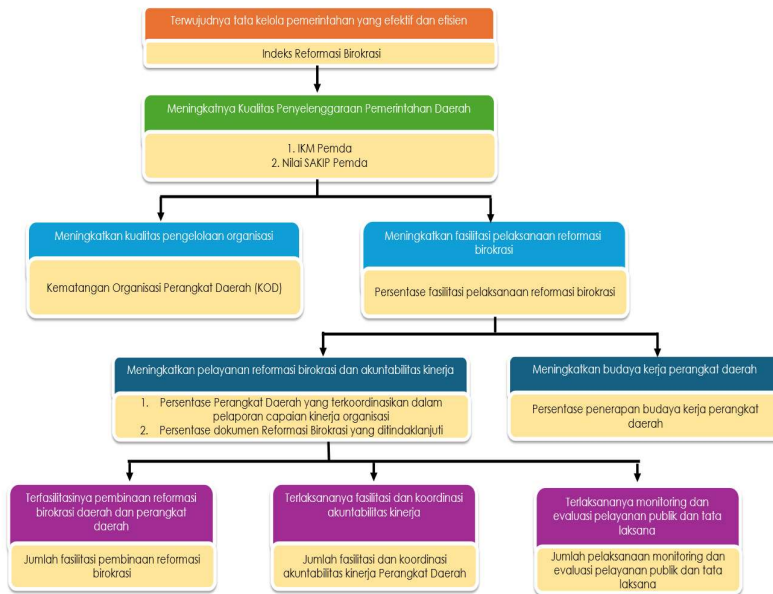 Terwujudnya tata kelola pemerintahan yang efektif dan efisien
Indeks Reformasi Birokrasi
Meningkatnya Kualitas Penyelenggaraan Pemerintahan Daerah
1. IKM Pemda
2. Nilai SAKIP Pemda
Meningkatkan kualitas pengelolaan organisasi
Kematangan Organisasi Perangkat Daerah (KOD)
Meningkatkan fasilitasi pelaksanaan reformasi
birokrasi
Persentase fasilitasi pelaksanaan reformasi birokrasi
Meningkatkan pelayanan reformasi birokrasi dan akuntabilitas kinerja
1. Persentase Perangkat Daerah yang terkoordinasikan dalam
pelaporan capaian kinerja organisasi
2. Persentase dokumen Reformasi Birokrasi yang ditindaklanjuti
Meningkatkan budaya kerja perangkat daerah
Persentase penerapan budaya kerja perangkat
daerah
Terfasilitasinya pembinaan reformasi
birokrasi daerah dan perangkat
daerah
Jumlah fasilitasi pembinaan reformasi
birokrasi
Terlaksananya fasilitasi dan koordinasi
akuntabilitas kinerja
Jumlah fasilitasi dan koordinasi
akuntabilitas kinerja Perangkat Daerah
Terlaksananya monitoring dan
evaluasi pelayanan publik dan tata
laksana
Jumlah pelaksanaan monitoring dan
evaluasi pelayanan publik dan tata
laksana